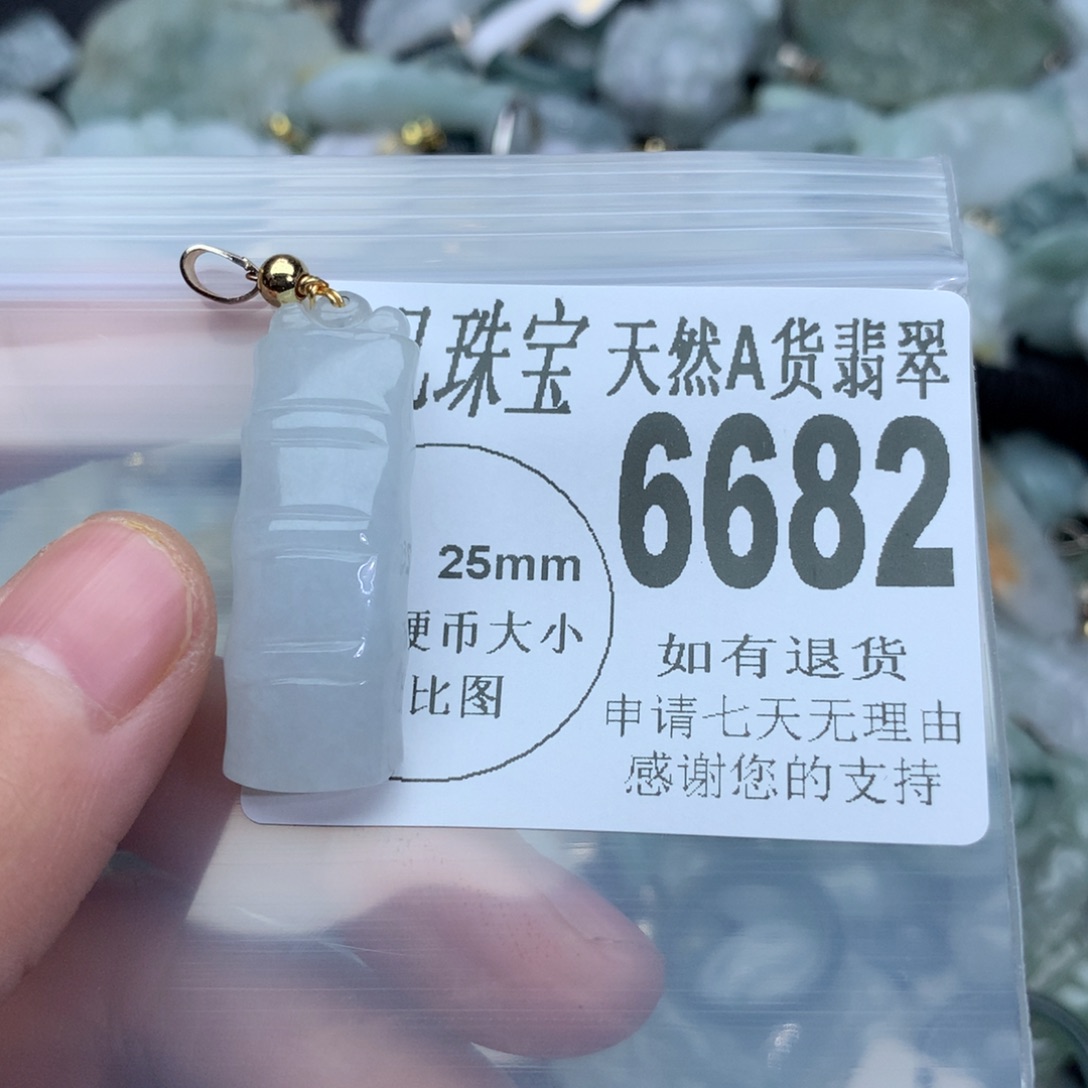 珠宝 天然A货翡翠
6682
25mm
硬币大小
比图
如有退货
申请七天无理由
感谢您的支持